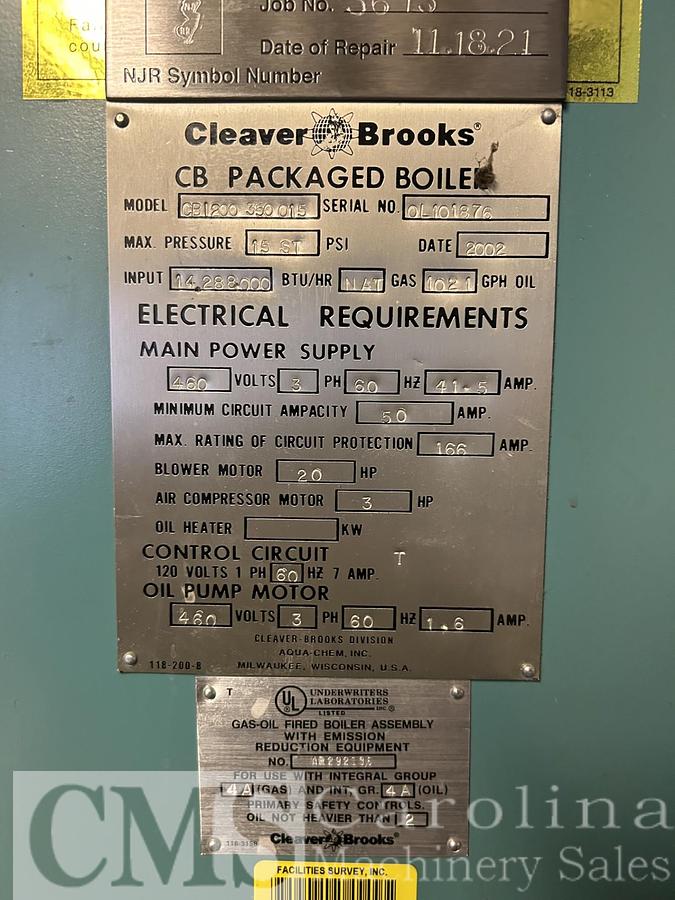 Job No. 3673
Date of Repair 11.18.21
NJR Symbol Number
cou
18-3113
Cleaver Brooks®
CB PACKAGED BOILER
MODEL CB1200 350 015 SERIAL NO. OL101876
MAX. PRESSURE 15 ST PSI DATE 2002
INPUT 14,288,000 BTU/HR NAT GAS 102.1 GPH OIL
ELECTRICAL REQUIREMENTS
MAIN POWER SUPPLY
460 VOLTS 3 PH 60 HZ 41.5 AMP.
MINIMUM CIRCUIT AMPACITY 50 AMP.
MAX. RATING OF CIRCUIT PROTECTION 166 AMP.
BLOWER MOTOR 20 HP
AIR COMPRESSOR MOTOR 3 HP
OIL HEATER KW
CONTROL CIRCUIT T
120 VOLTS 1 PH 60 HZ 7 AMP.
OIL PUMP MOTOR
460 VOLTS 3 PH 60 HZ 1.6 AMP.
CLEAVER-BROOKS DIVISION
AQUA-CHEM, INC.
118-200-8 MILWAUKEE, WISCONSIN, U.S.A.
T UL UNDERWRITERS
LABORATORIES
INC.®
LISTED
GAS-OIL FIRED BOILER ASSEMBLY
WITH EMISSION
REDUCTION EQUIPMENT
NO.
FOR USE WITH INTEGRAL GROUP
4A (GAS) AND INT. GR. 4A (OIL)
PRIMARY SAFETY CONTROLS.
OIL NOT HEAVIER THAN 2
Cleaver Brooks®
CMS Carolina
Machinery Sales
FACILITIES SURVEY, INC.